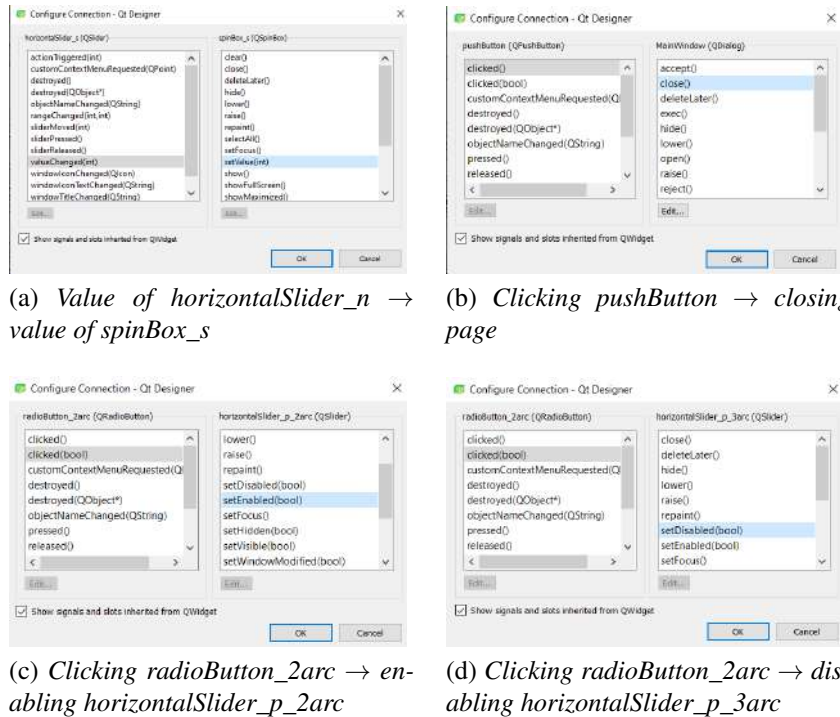 Configure Connection - Qt Designer
horizontalSlider_s (QSlider)
spinBox_s (QSpinBox)
actionTriggered(int)
customContextMenuRequested(QPoint)
destroyed()
destroyed(QObject*)
objectNameChanged(QString)
rangeChanged(int,int)
sliderMoved(int)
sliderPressed()
sliderReleased()
valueChanged(int)
windowIconChanged(QIcon)
windowIconTextChanged(QString)
windowTitleChanged(QString)
clear()
close()
deleteLater()
hide()
lower()
raise()
repaint()
selectAll()
setFocus()
setValue(int)
show()
showFullScreen()
showMaximized()
Edit...
Edit...
Show signals and slots inherited from QWidget
OK
Cancel
(a) Value of horizontalSlider_n →
value of spinBox_s
Configure Connection - Qt Designer
pushButton (QPushButton)
MainWindow (QDialog)
clicked()
clicked(bool)
customContextMenuRequested(Q
destroyed()
destroyed(QObject*)
objectNameChanged(QString)
pressed()
released()
accept()
close()
deleteLater()
exec()
hide()
lower()
open()
raise()
reject()
Edit...
Edit...
Show signals and slots inherited from QWidget
OK
Cancel
(b) Clicking pushButton → closing
page
Configure Connection - Qt Designer
radioButton_2arc (QRadioButton)
horizontalSlider_p_2arc (QSlider)
clicked()
clicked(bool)
customContextMenuRequested(Q
destroyed()
destroyed(QObject*)
objectNameChanged(QString)
pressed()
released()
lower()
raise()
repaint()
setDisabled(bool)
setEnabled(bool)
setFocus()
setHidden(bool)
setVisible(bool)
setWindowModified(bool)
Edit...
Edit...
Show signals and slots inherited from QWidget
OK
Cancel
(c) Clicking radioButton_2arc → en-
abling horizontalSlider_p_2arc
Configure Connection - Qt Designer
radioButton_2arc (QRadioButton)
horizontalSlider_p_3arc (QSlider)
clicked()
clicked(bool)
customContextMenuRequested(Q
destroyed()
destroyed(QObject*)
objectNameChanged(QString)
pressed()
released()
close()
deleteLater()
hide()
lower()
raise()
repaint()
setDisabled(bool)
setEnabled(bool)
setFocus()
Edit...
Edit...
Show signals and slots inherited from QWidget
OK
Cancel
(d) Clicking radioButton_2arc → dis
abling horizontalSlider_p_3arc